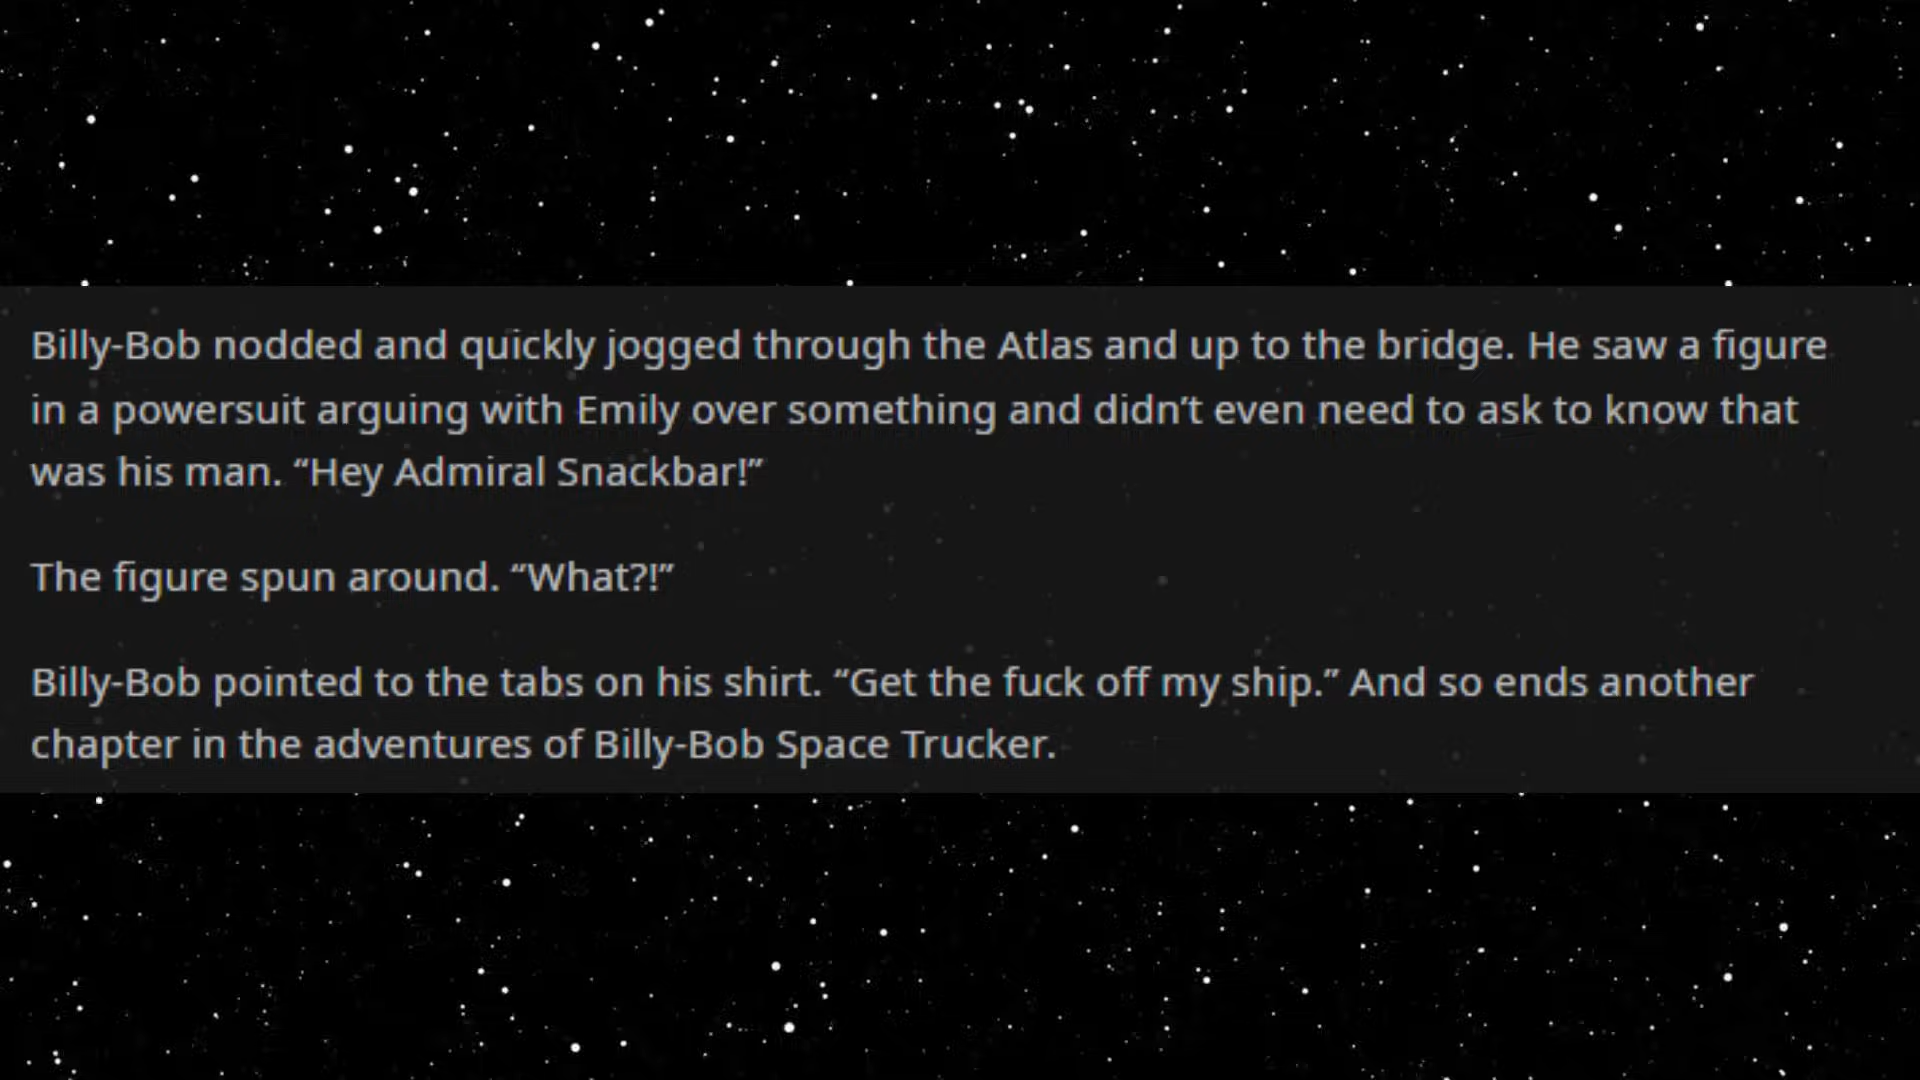 Billy-Bob nodded and quickly jogged through the Atlas and up to the bridge. He saw a figure
in a powersuit arguing with Emily over something and didn’t even need to ask to know that
was his man. “Hey Admiral Snackbar!”
The figure spun around. “What?!”
Billy-Bob pointed to the tabs on his shirt. “Get the fuck off my ship.” And so ends another
chapter in the adventures of Billy-Bob Space Trucker.